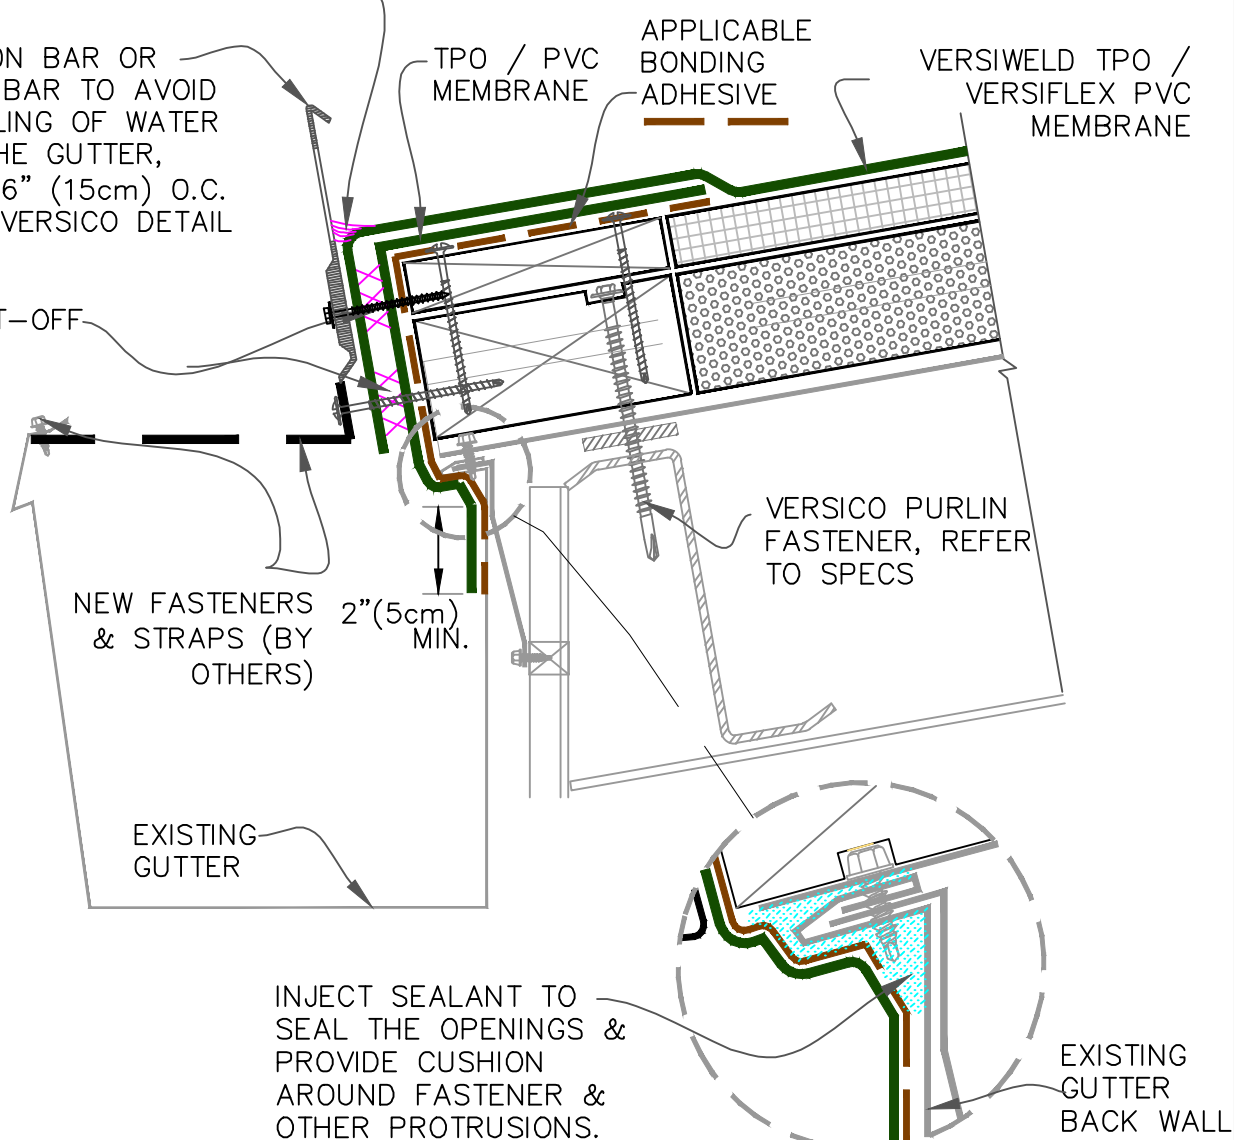 ON BAR OR
BAR TO AVOID
LING OF WATER
HE GUTTER,
6" (15cm) O.C.
VERSICO DETAIL
TPO / PVC
MEMBRANE
APPLICABLE
BONDING
ADHESIVE
VERSIWELD TPO /
VERSIFLEX PVC
MEMBRANE
T-OFF
VERSICO PURLIN
FASTENER, REFER
TO SPECS
NEW FASTENERS
& STRAPS (BY
OTHERS)
2"(5cm)
MIN.
EXISTING
GUTTER
INJECT SEALANT TO
SEAL THE OPENINGS &
PROVIDE CUSHION
AROUND FASTENER &
OTHER PROTRUSIONS.
EXISTING
GUTTER
BACK WALL